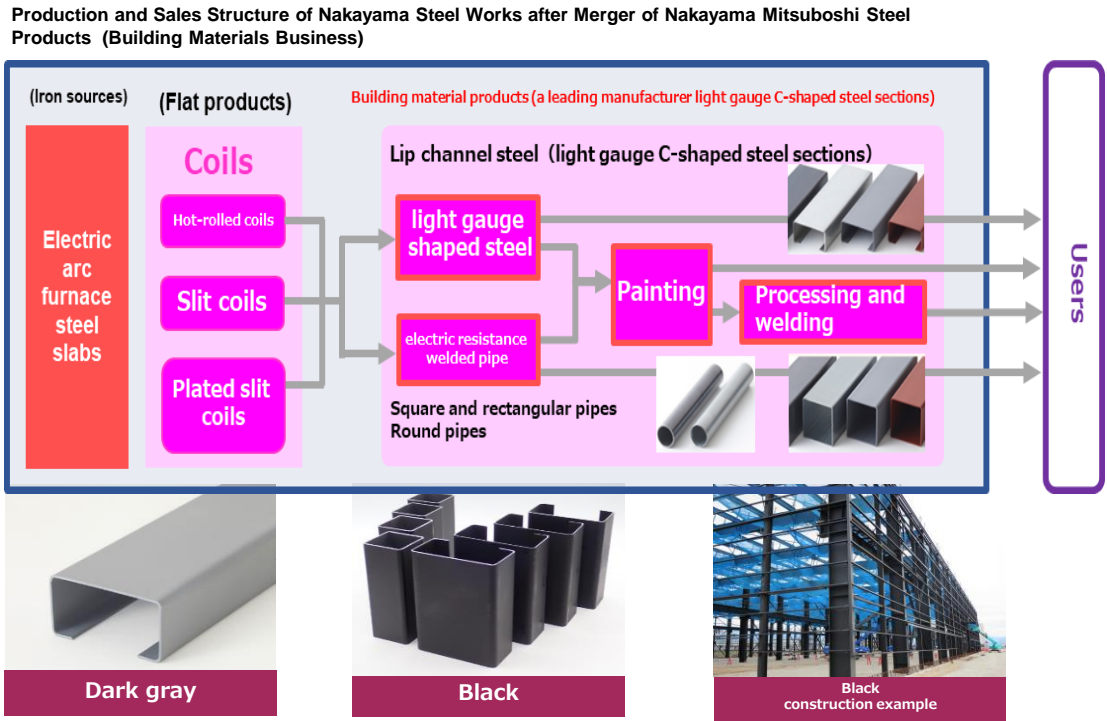 Production and Sales Structure of Nakayama Steel Works after Merger of Nakayama Mitsuboshi Steel
Products (Building Materials Business)
(Iron sources)
(Flat products)
Building material products (a leading manufacturer light gauge C-shaped steel sections)
Electric
arc
furnace
steel
slabs
Coils
Hot-rolled coils
Slit coils
Plated slit
coils
Lip channel steel (light gauge C-shaped steel sections)
light gauge
shaped steel
electric resistance
welded pipe
Painting
Processing and
welding
Square and rectangular pipes
Round pipes
Users
Dark gray
Black
Black
construction example